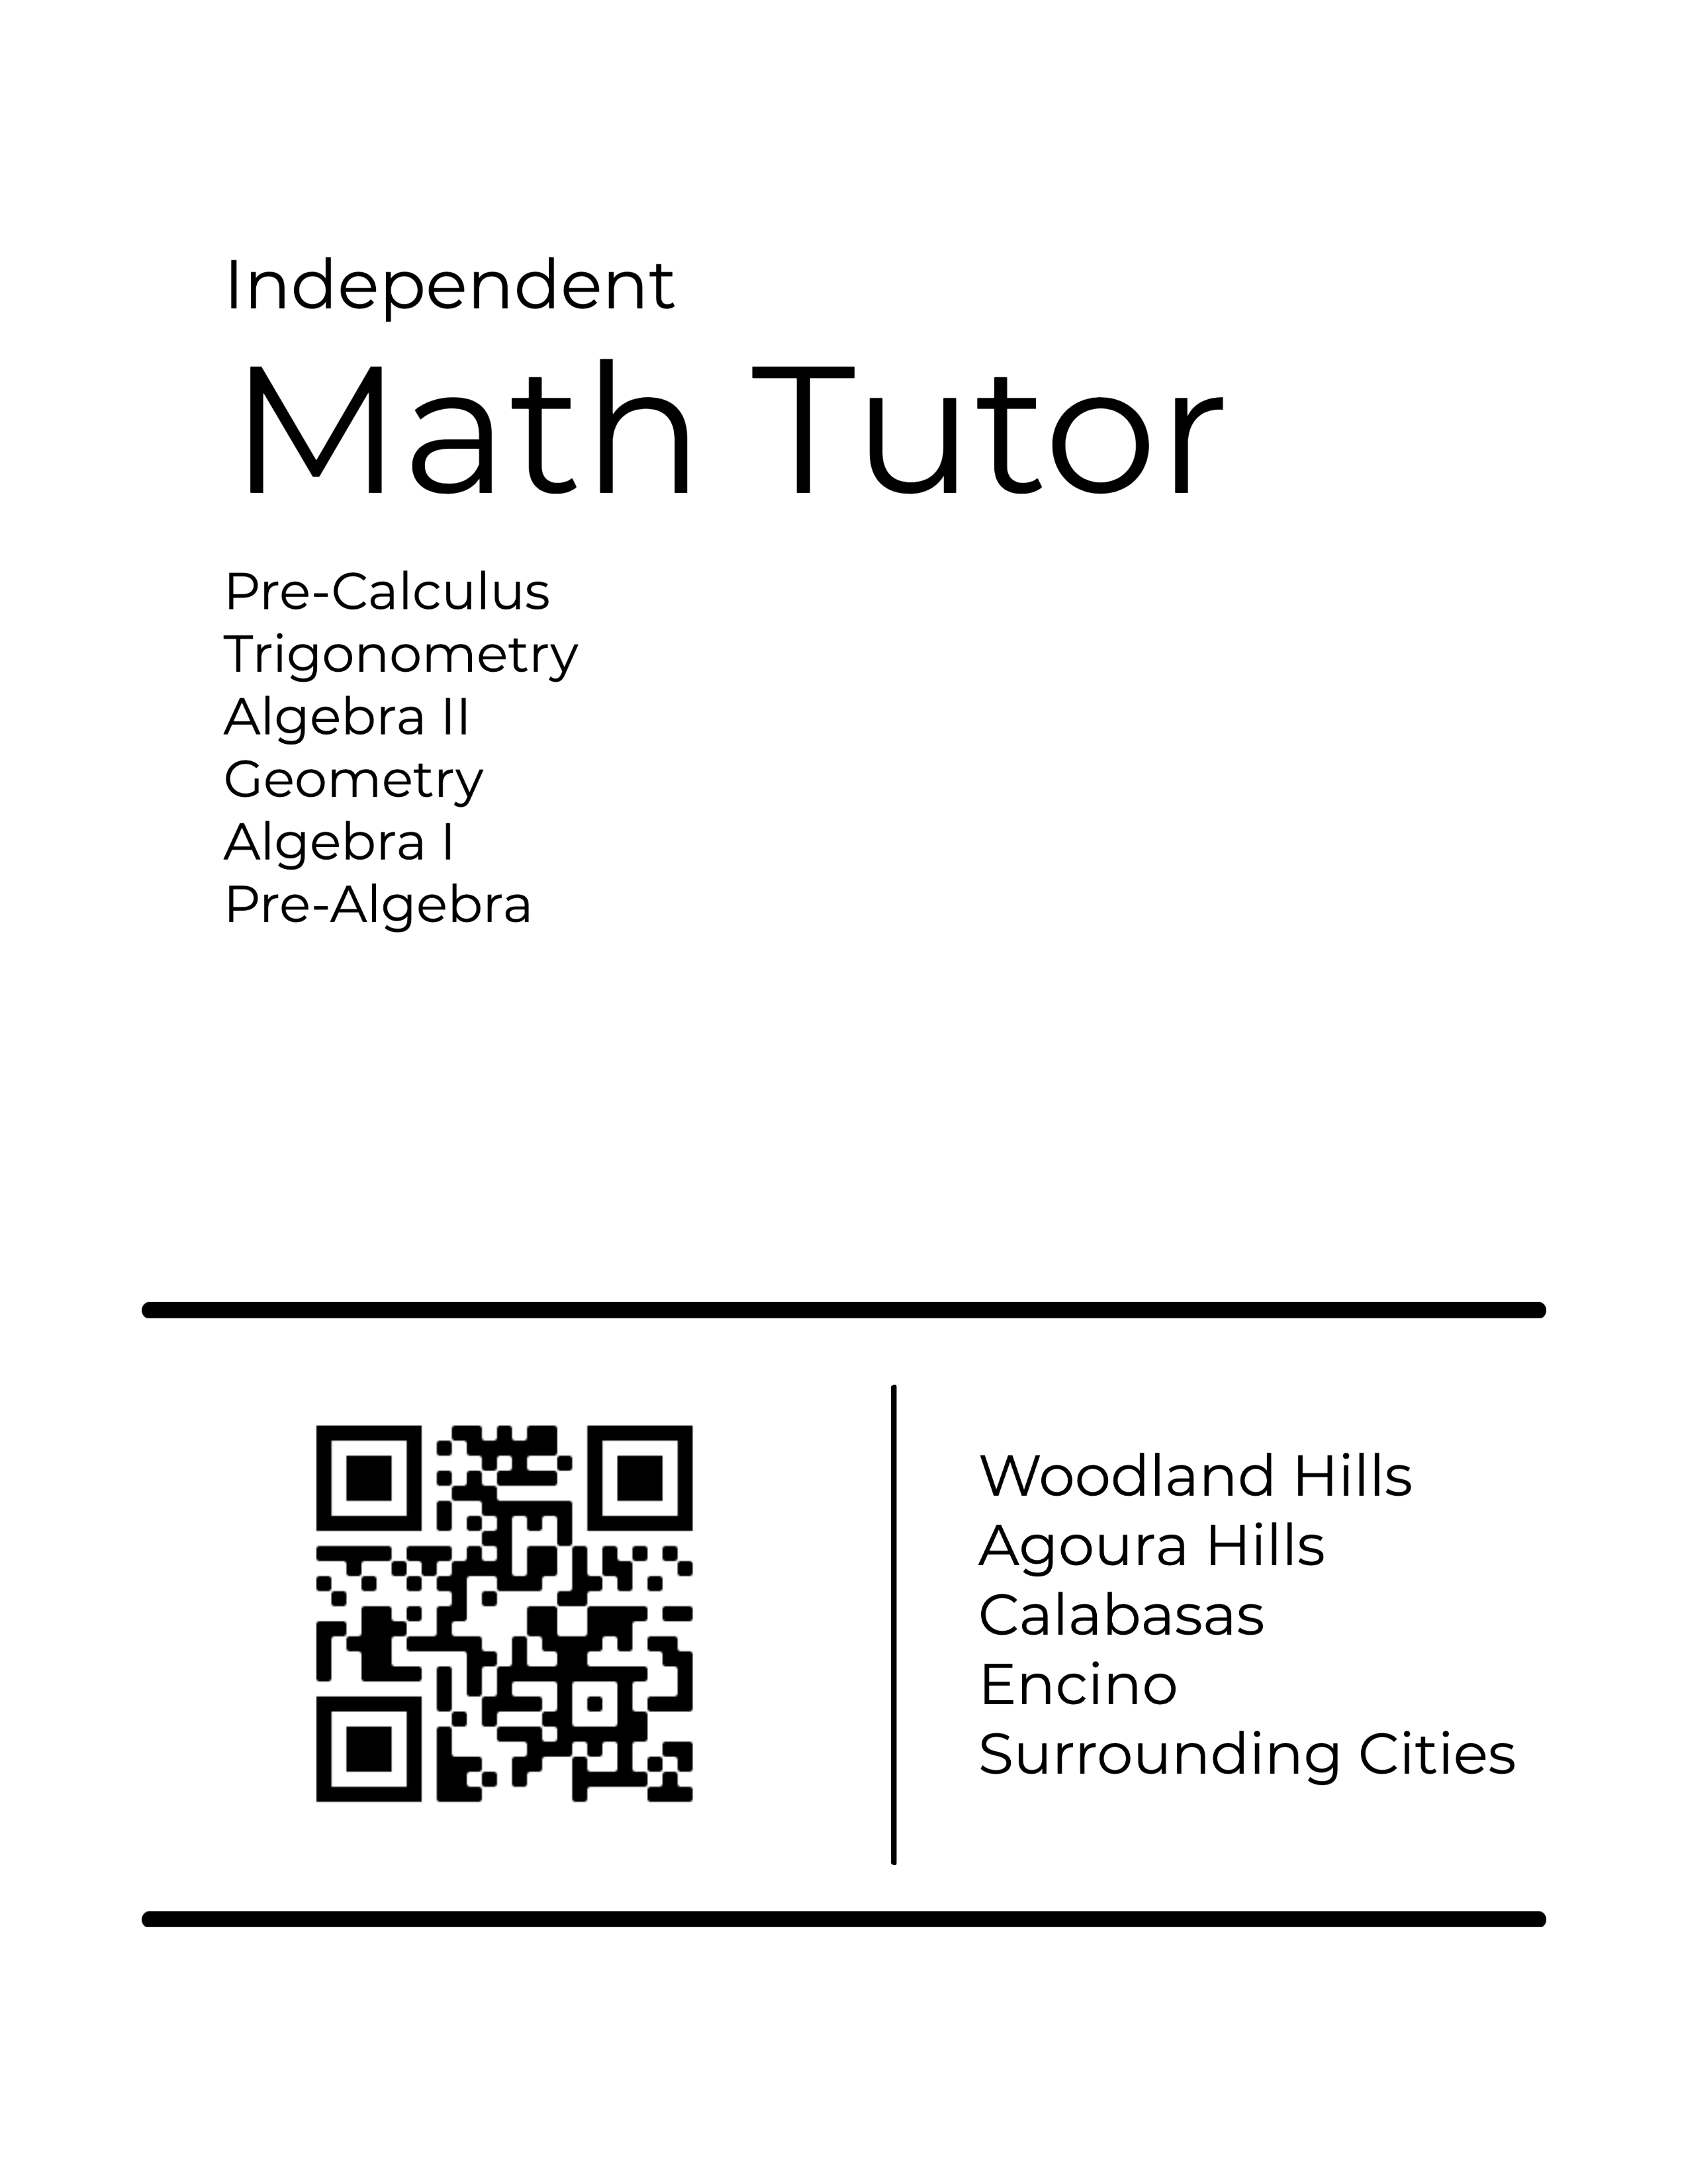 Independent
Math Tutor
Pre-Calculus
Trigonometry
Algebra II
Geometry
Algebra I
Pre-Algebra
Woodland Hills
Agoura Hills
Calabasas
Encino
Surrounding Cities